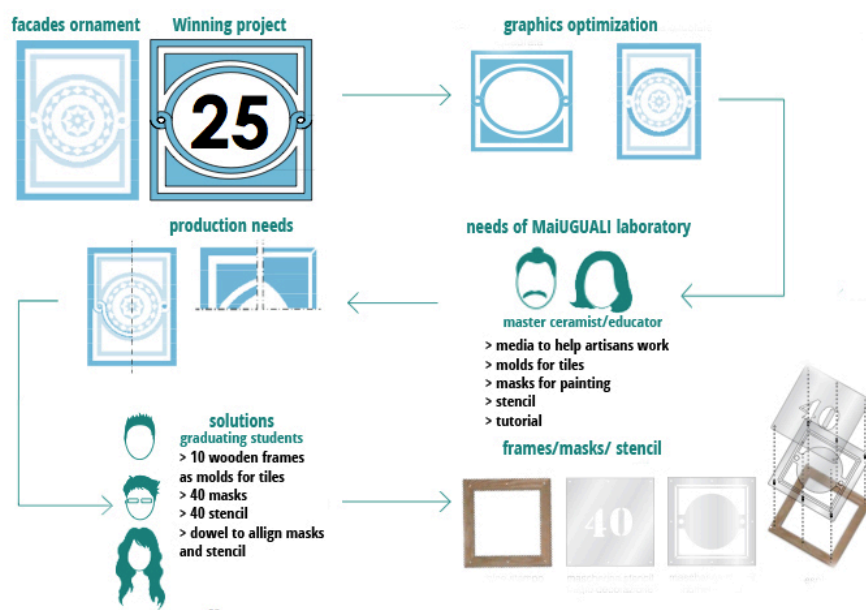 facades ornament
Winning project
graphics optimization
25
production needs
needs of MaiUGUALI laboratory
master ceramist/educator
> media to help artisans work
> molds for tiles
> masks for painting
> stencil
> tutorial
solutions
graduating students
> 10 wooden frames
as molds for tiles
> 40 masks
> 40 stencil
> dowel to allign masks
and stencil
frames/masks/ stencil
40
40